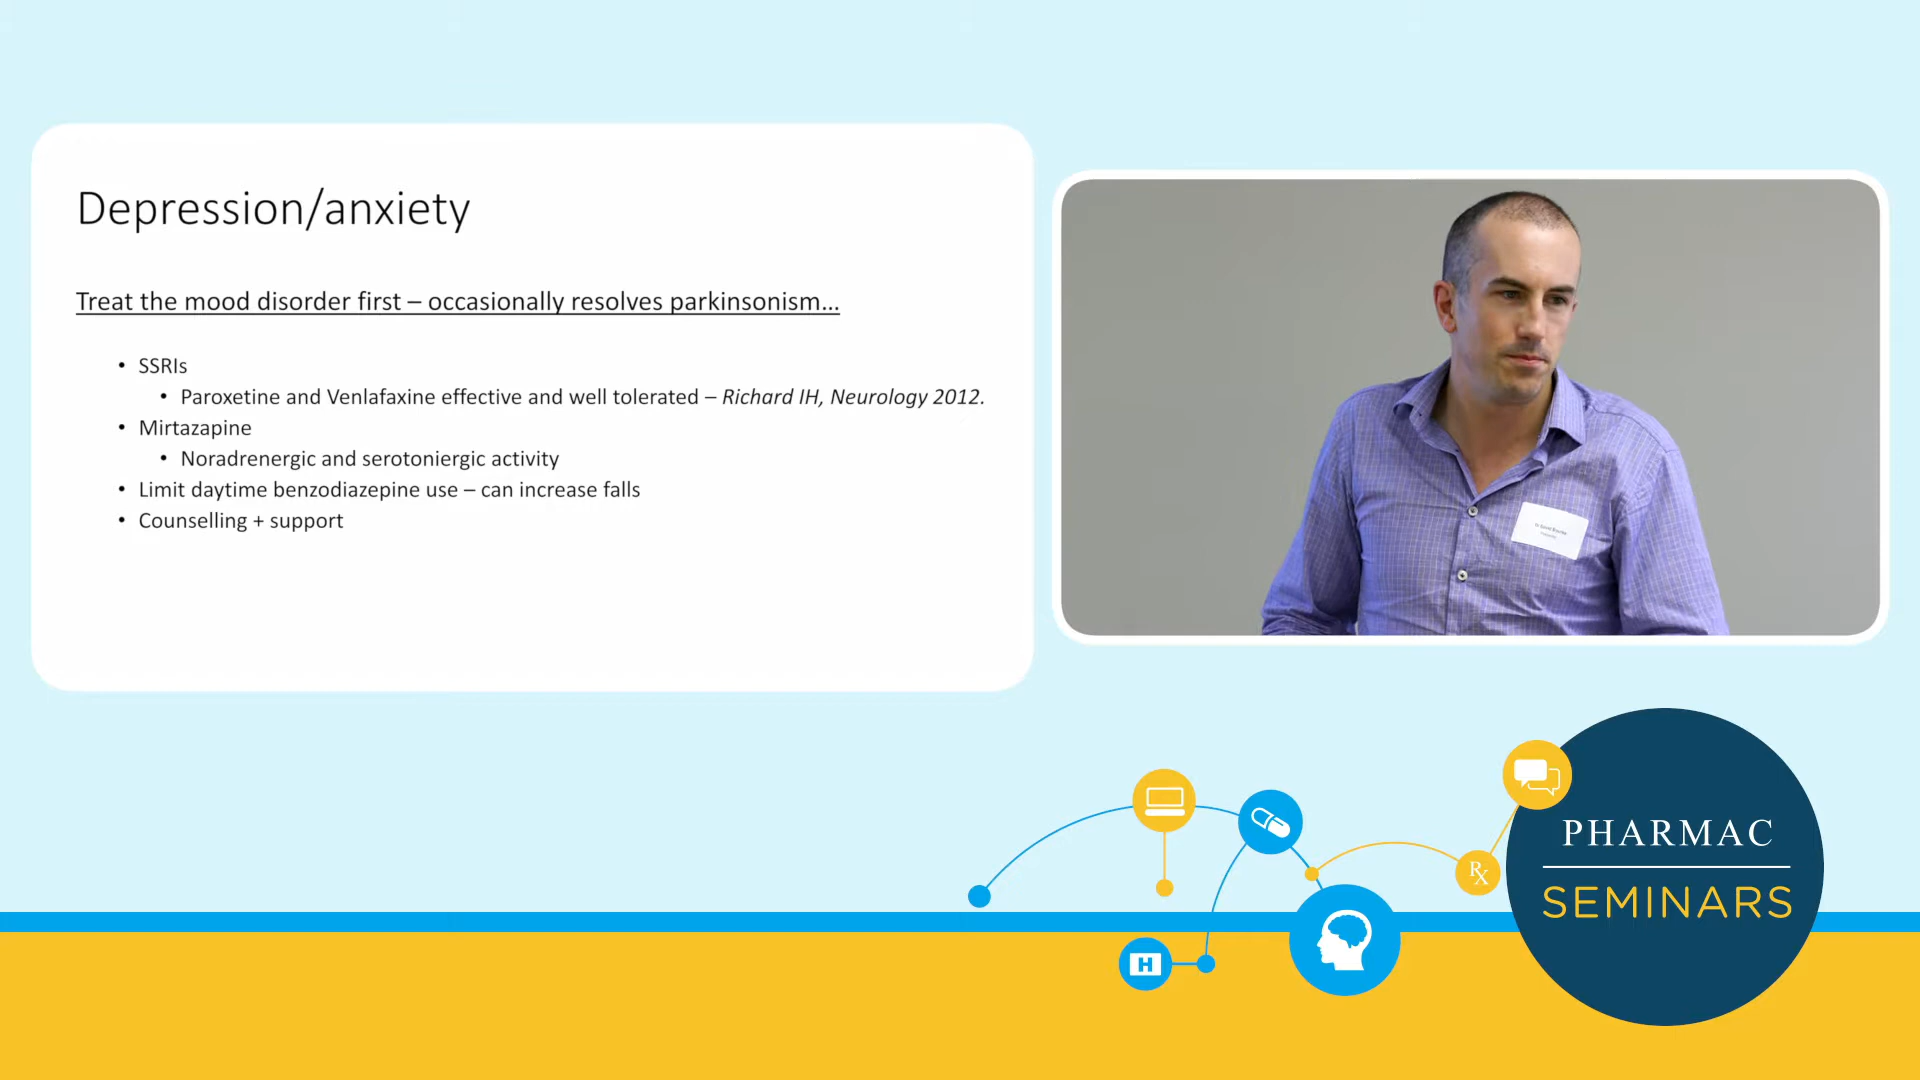 Depression/anxiety
Treat the mood disorder first – occasionally resolves parkinsonism...
• SSRIs
• Paroxetine and Venlafaxine effective and well tolerated – Richard IH, Neurology 2012.
• Mirtazapine
• Noradrenergic and serotoniergic activity
• Limit daytime benzodiazepine use – can increase falls
• Counselling + support
PHARMAC
SEMINARS
Rx
H